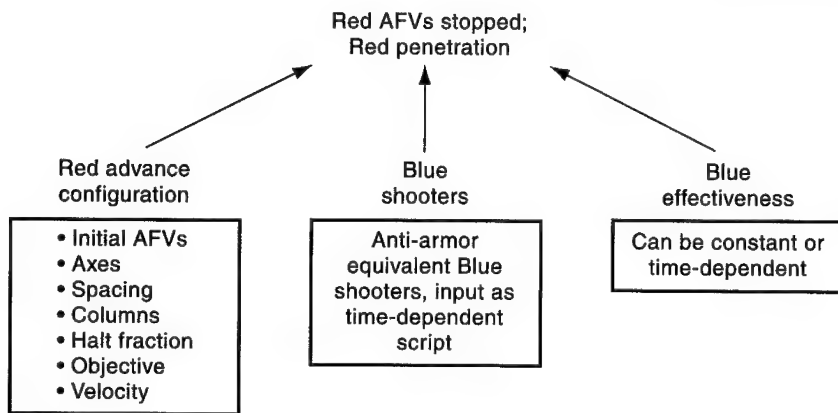 Red AFVs stopped;
Red penetration
Red advance
configuration
• Initial AFVs
• Axes
• Spacing
• Columns
• Halt fraction
• Objective
• Velocity
Blue
shooters
Anti-armor
equivalent Blue
shooters, input as
time-dependent
script
Blue
effectiveness
Can be constant or
time-dependent